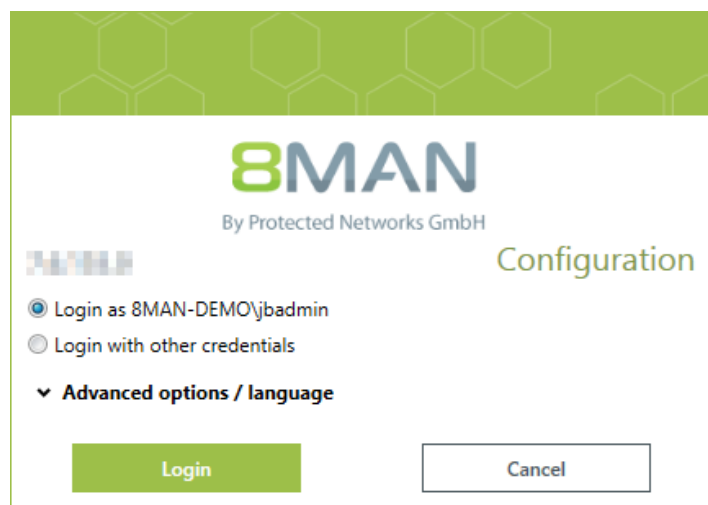 8MAN
By Protected Networks GmbH
Configuration
Login as 8MAN-DEMO\jbadmin
Login with other credentials
Advanced options / language
Login Cancel